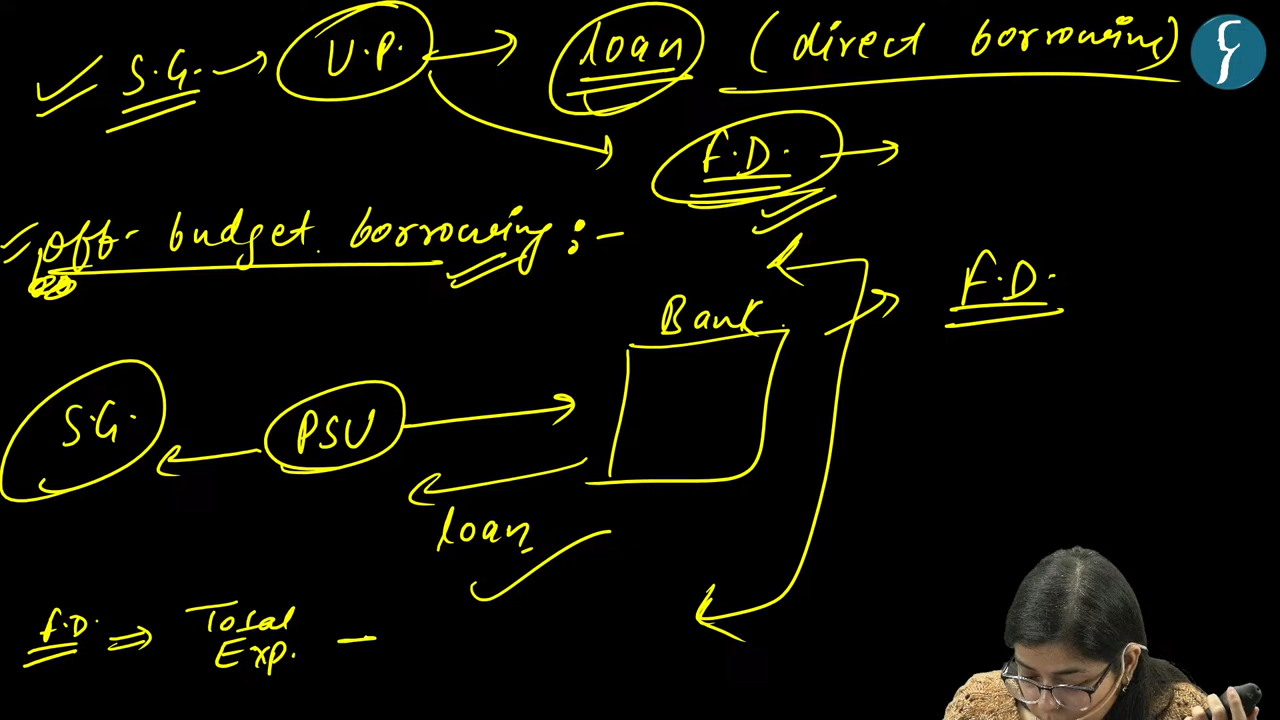 S.G. → U.P. → loan (direct borrowing)
F.D. →
off-budget borrowing :-
F.D.
Bank
S.G. ← PSU →
loan
F.D. ⇒ Total Exp. -